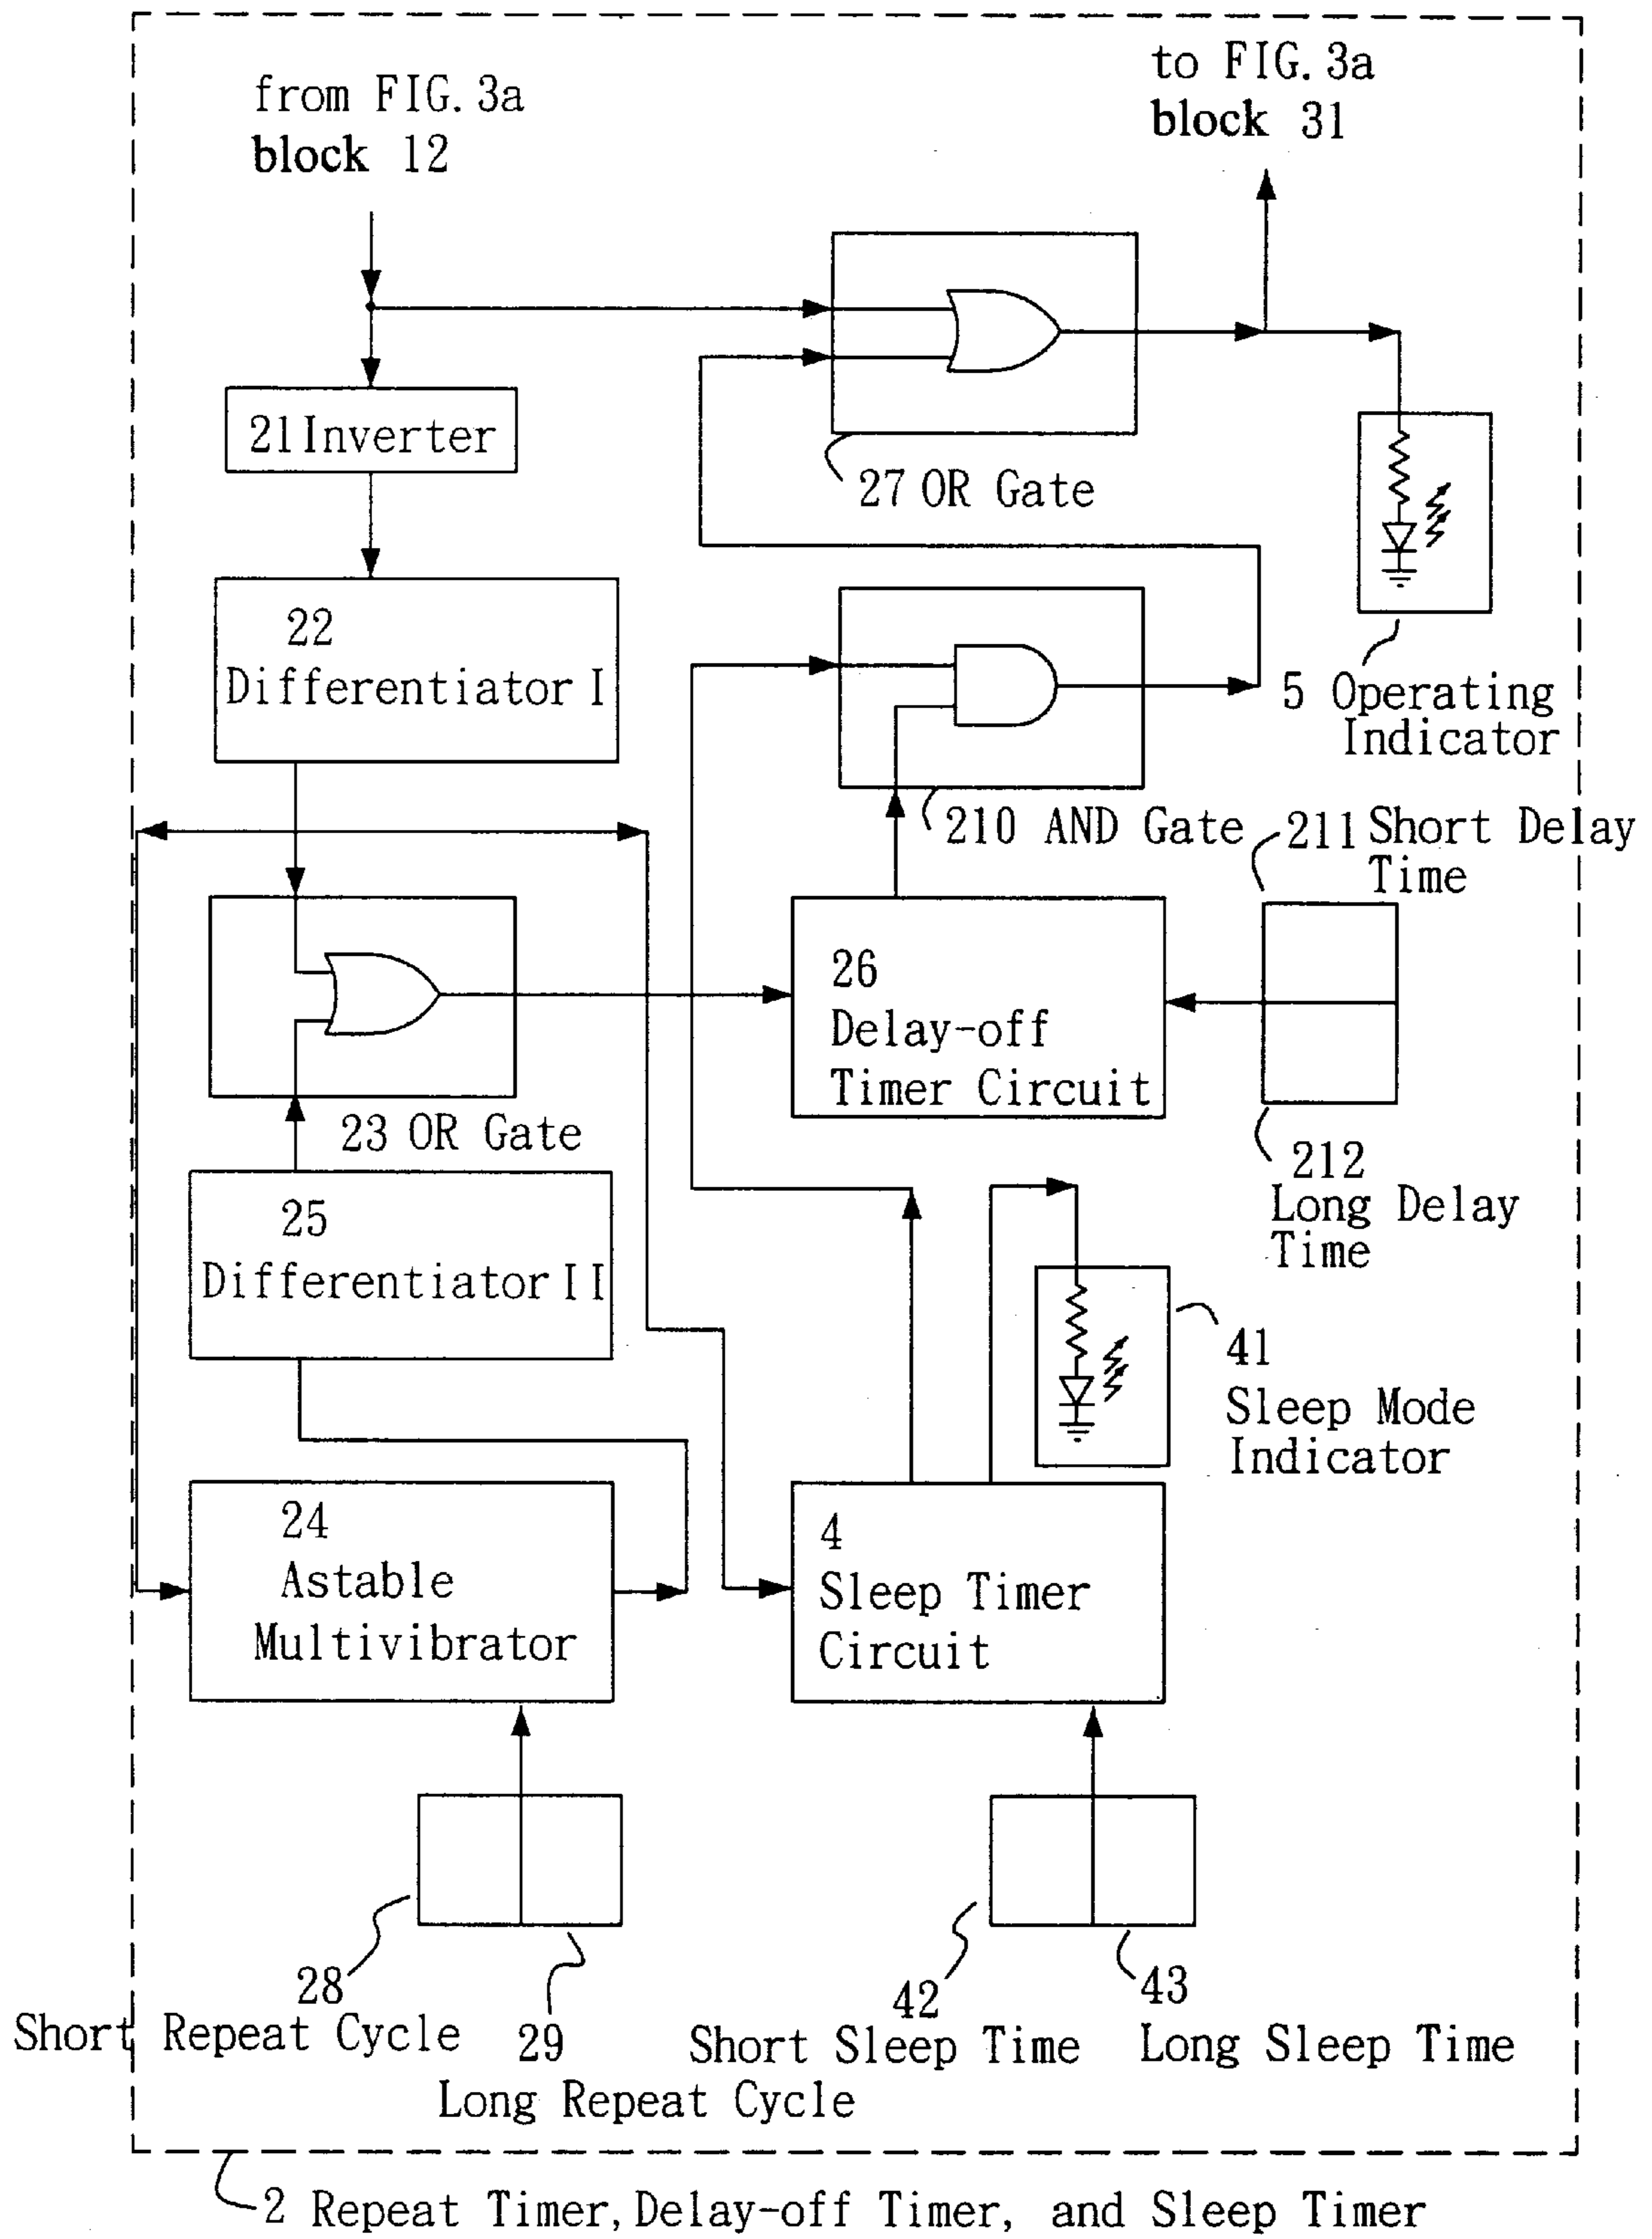 from FIG. 3a
block 12
to FIG. 3a
block 31
21 Inverter
27 OR Gate
22
Differentiator I
5 Operating
Indicator
210 AND Gate
211 Short Delay
Time
26
Delay-off
Timer Circuit
23 OR Gate
212
Long Delay
Time
25
Differentiator II
41
Sleep Mode
Indicator
24
Astable
Multivibrator
4
Sleep Timer
Circuit
28
Short Repeat Cycle
29
Long Repeat Cycle
42
Short Sleep Time
43
Long Sleep Time
2 Repeat Timer, Delay-off Timer, and Sleep Timer